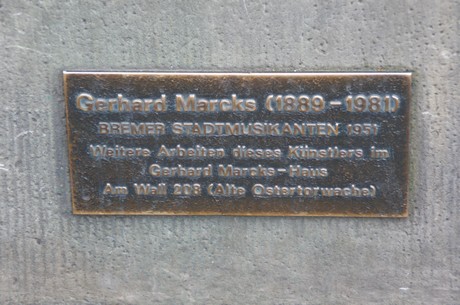 Gerhard Marcks (1889-1981)
BREMER STADTMUSIKANTEN 1951
Weitere Arbeiten dieses Künstlers im
Gerhard Marcks-Haus
Am Wall 208 (Alte Ostertorwache)